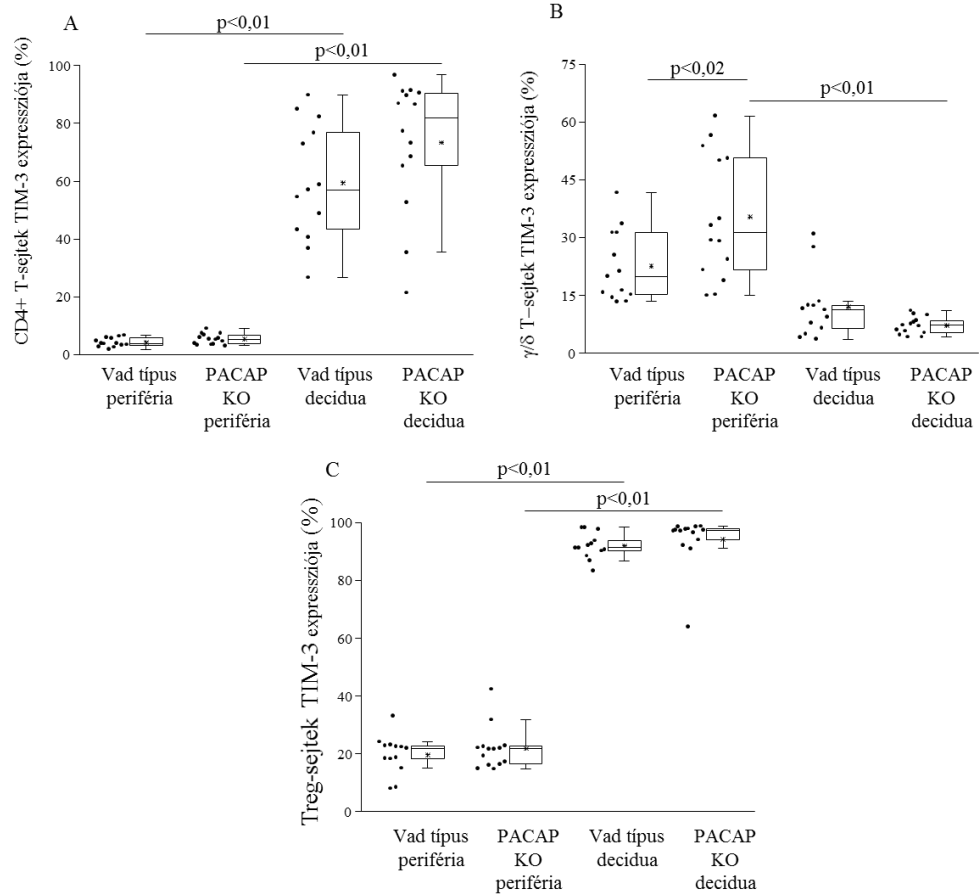 A
p<0,01
p<0,01
CD4+ T-sejtek TIM-3 expressziója (%)
100
80
60
40
20
0
Vad típus
periféria
PACAP
KO
periféria
Vad típus
decidua
PACAP
KO
decidua
B
p<0,02
p<0,01
γ/δ T–sejtek TIM-3 expressziója (%)
75
60
45
30
15
0
Vad típus
periféria
PACAP
KO
periféria
Vad típus
decidua
PACAP
KO
decidua
C
p<0,01
p<0,01
Treg-sejtek TIM-3 expressziója (%)
100
80
60
40
20
0
Vad típus
periféria
PACAP
KO
periféria
Vad típus
decidua
PACAP
KO
decidua